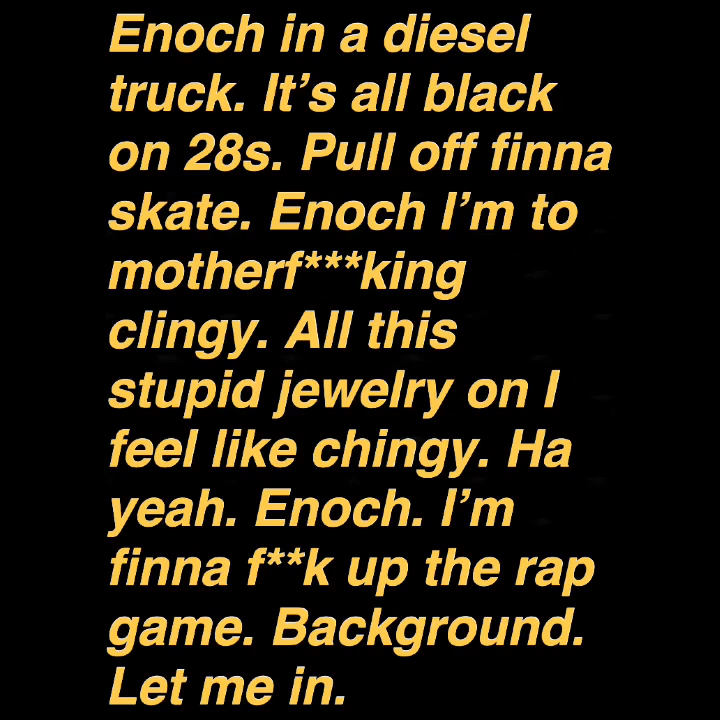 Enoch in a diesel
truck. It’s all black
on 28s. Pull off finna
skate. Enoch I’m to
motherf***king
clingy. All this
stupid jewelry on I
feel like chingy. Ha
yeah. Enoch. I’m
finna f**k up the rap
game. Background.
Let me in.